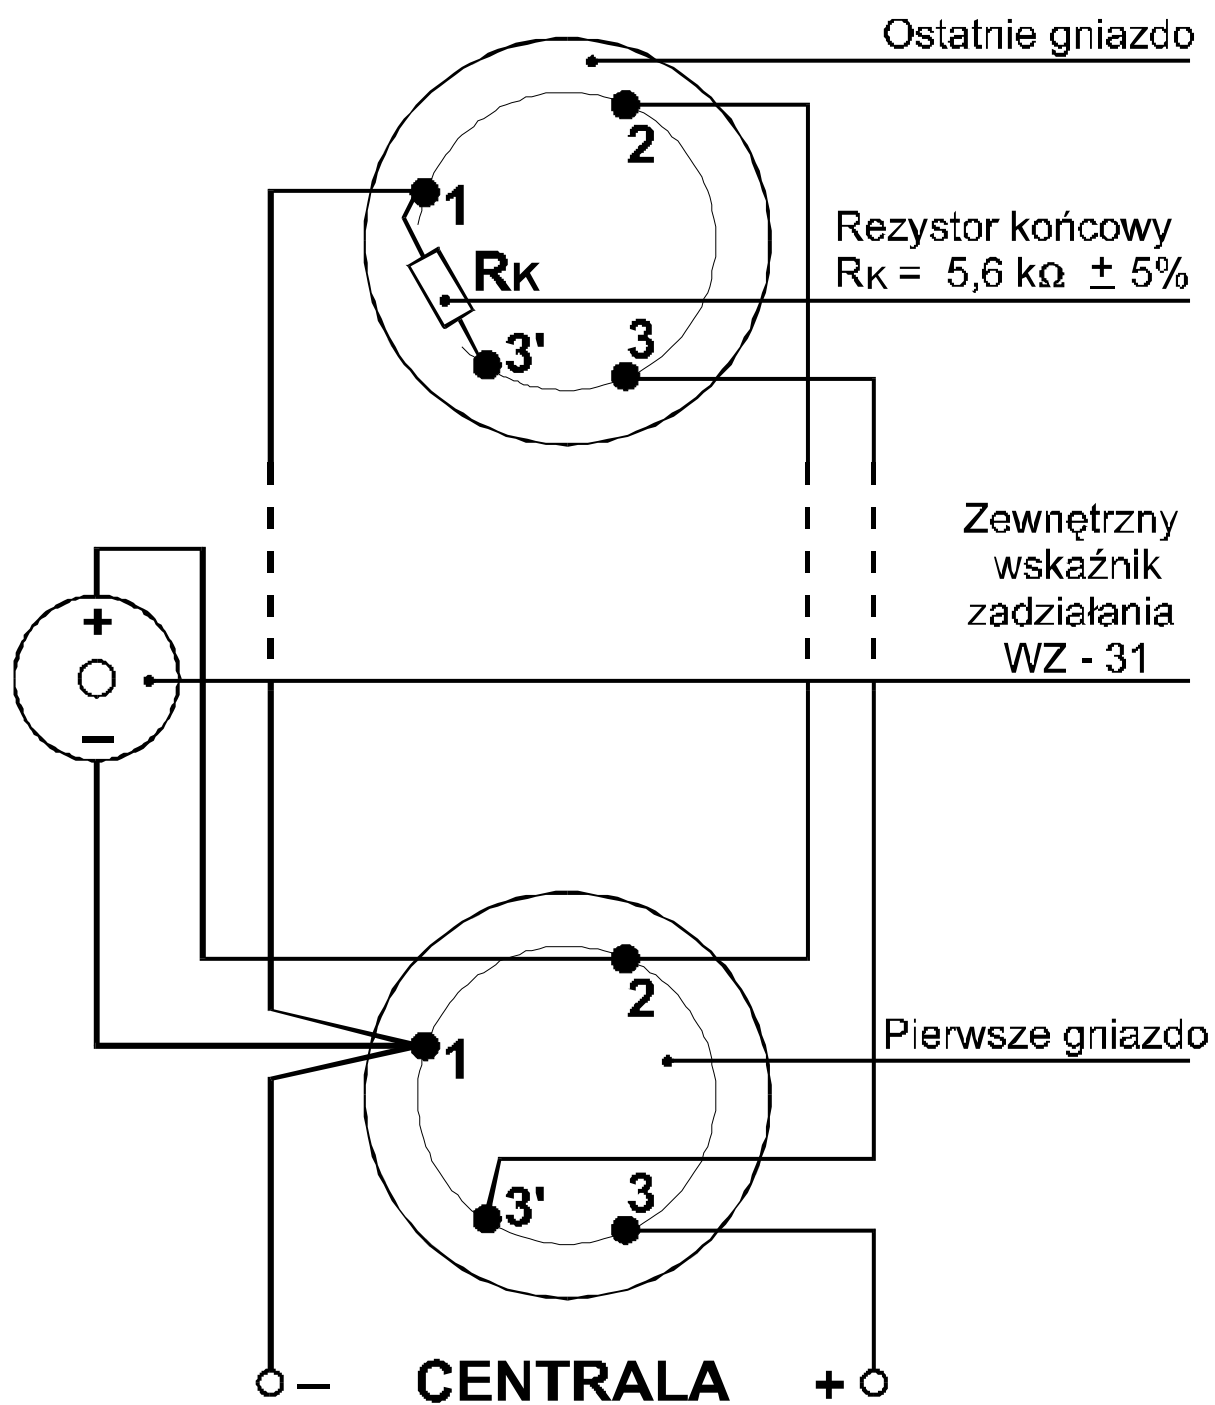 Ostatnie gniazdo
2
1
Rezystor końcowy
RK = 5,6 kΩ ± 5%
RK
3'
3
Zewnętrzny
wskaźnik
zadziałania
WZ - 31
+
–
2
Pierwsze gniazdo
1
3'
3
– CENTRALA +